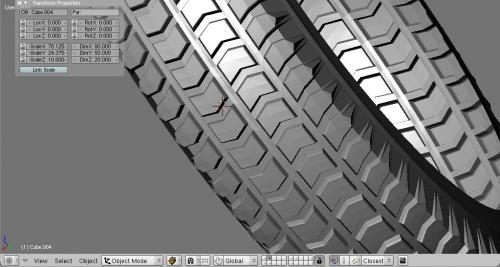 User
Transform Properties
OB: Cube.004 Par:
LocX: 0.000 RotX: 0.000
LocY: 0.000 RotY: 0.000
LocZ: 0.000 RotZ: 0.000
ScaleX: 78.125 DimX: 80.000
ScaleY: 24.375 DimY: 50.000
ScaleZ: 10.000 DimZ: 20.000
Link Scale
(1) Cube.004
View Select Object Object Mode Global Closest